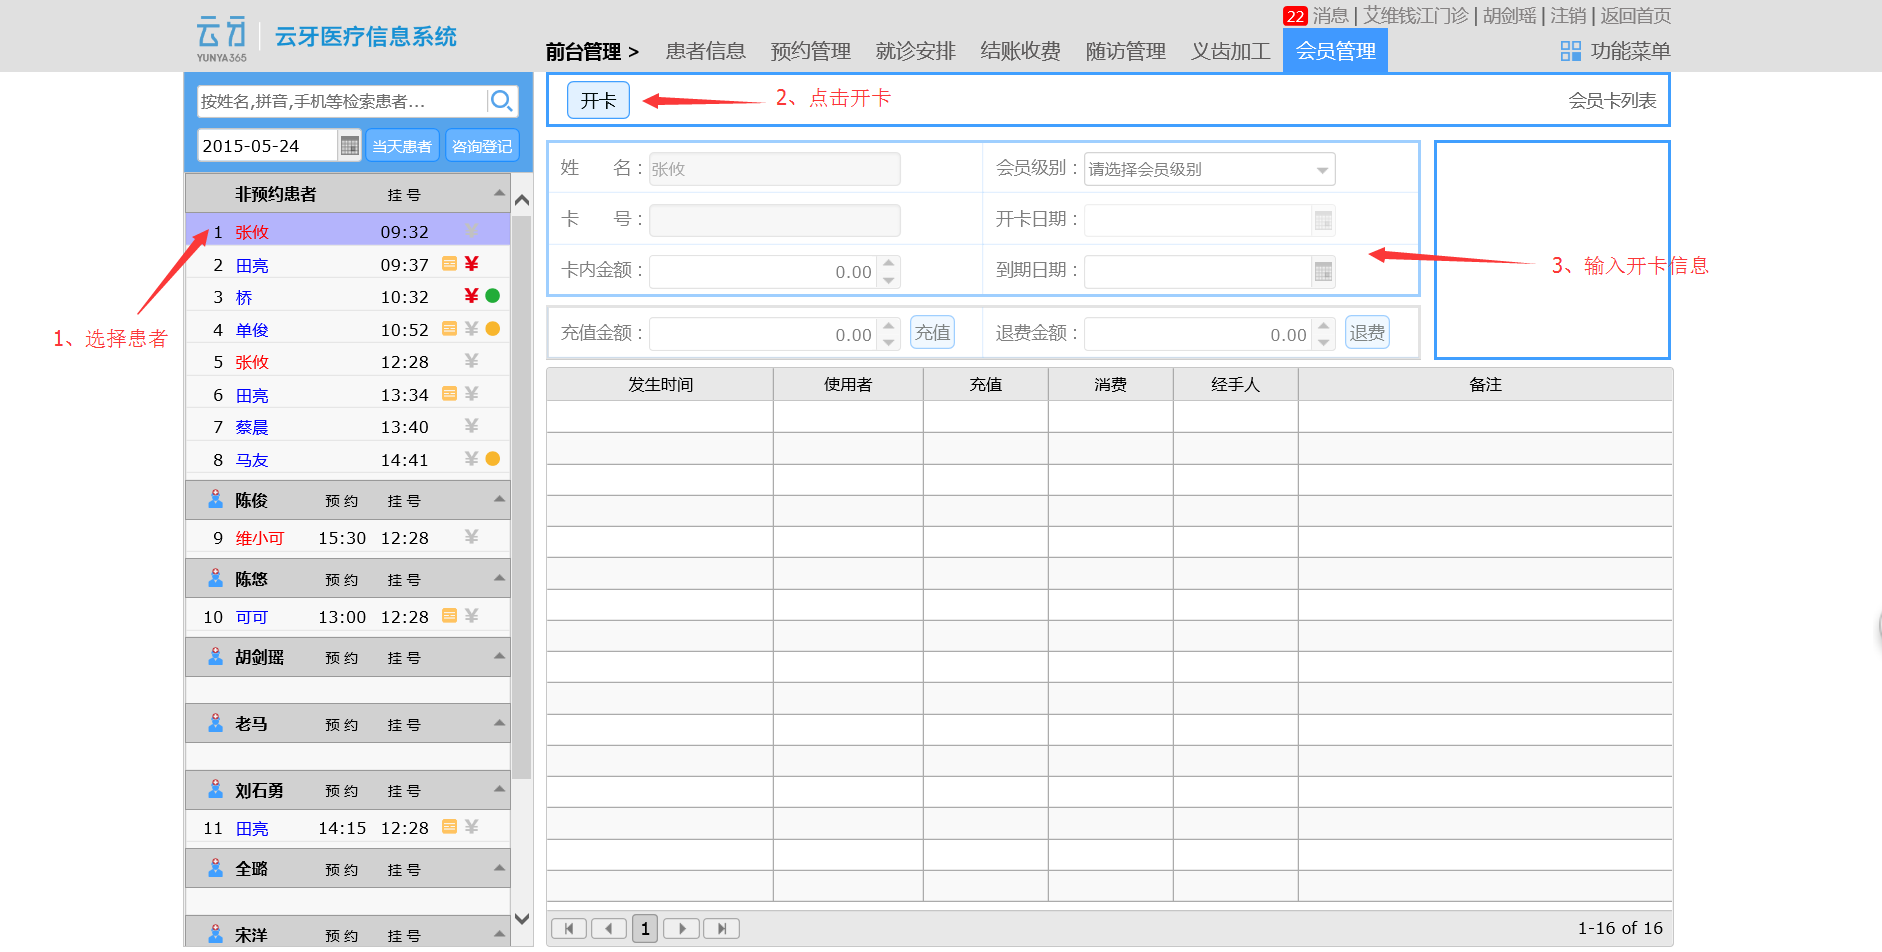 22 消息 | 艾维钱江门诊 | 胡剑瑶 | 注销 | 返回首页
云牙
YUNYA365
云牙医疗信息系统
前台管理 > 患者信息 预约管理 就诊安排 结账收费 随访管理 义齿加工 会员管理 功能菜单
按姓名,拼音,手机等检索患者...
2015-05-24 当天患者 咨询登记
非预约患者 挂 号
1 张攸 09:32 ¥
2 田亮 09:37 ¥
3 桥 10:32 ¥
4 单俊 10:52 ¥
5 张攸 12:28 ¥
6 田亮 13:34 ¥
7 蔡晨 13:40 ¥
8 马友 14:41 ¥
陈俊 预 约 挂 号
9 维小可 15:30 12:28 ¥
陈悠 预 约 挂 号
10 可可 13:00 12:28 ¥
胡剑瑶 预 约 挂 号
老马 预 约 挂 号
刘石勇 预 约 挂 号
11 田亮 14:15 12:28 ¥
全璐 预 约 挂 号
宋洋 预 约 挂 号
1、选择患者
开卡 2、点击开卡 会员卡列表
姓 名： 张攸 会员级别： 请选择会员级别
卡 号： 开卡日期：
卡内金额： 0.00 到期日期：
3、输入开卡信息
充值金额： 0.00 充值 退费金额： 0.00 退费
发生时间 使用者 充值 消费 经手人 备注
1 1-16 of 16